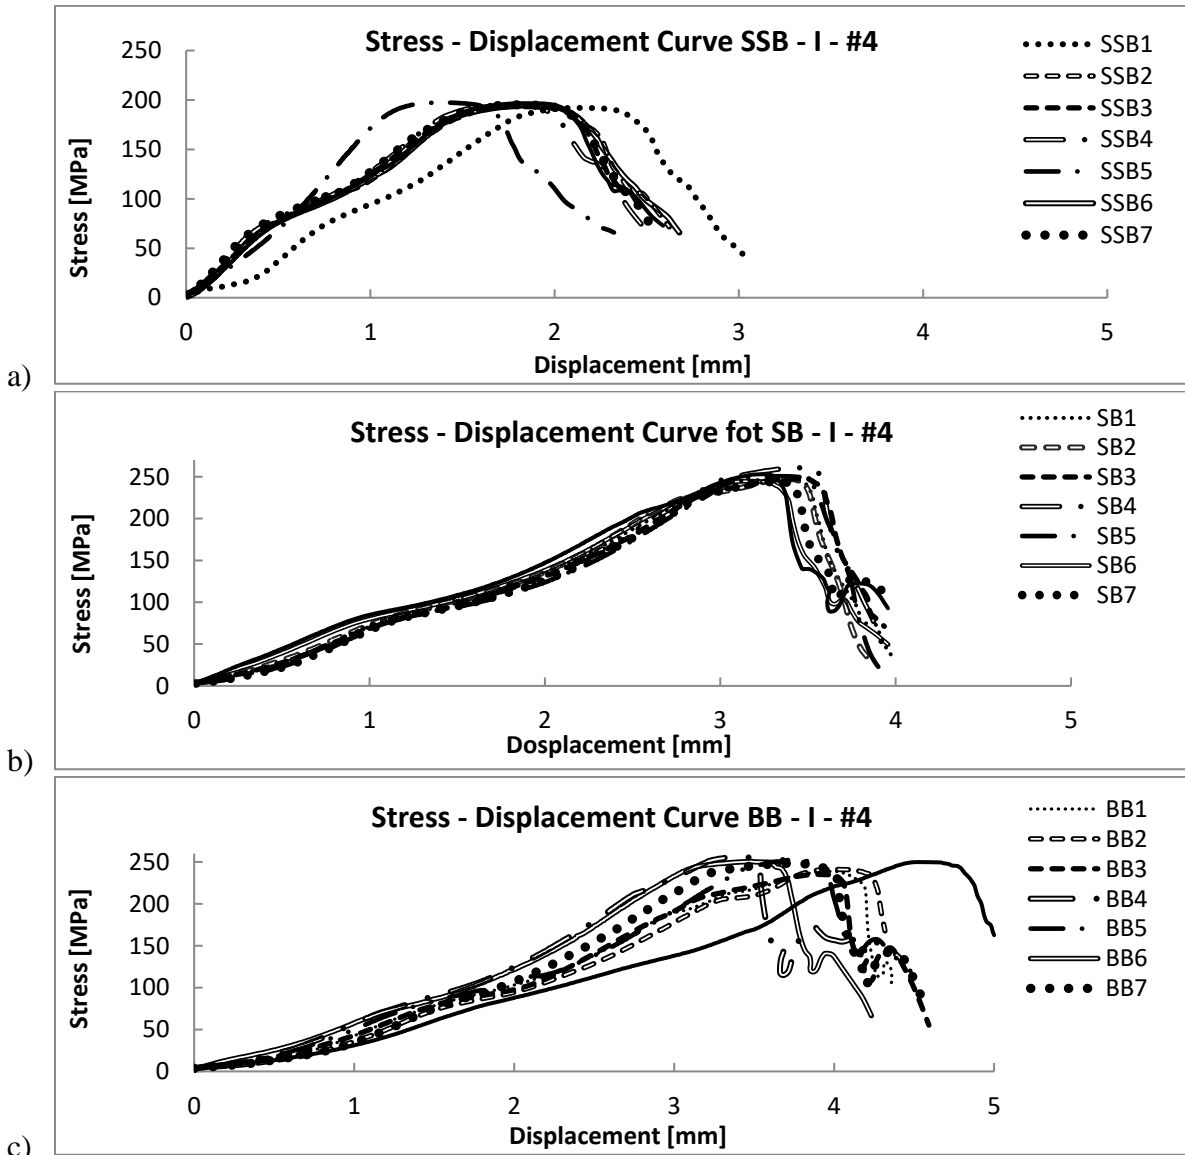 Stress - Displacement Curve SSB - I - #4
250
200
150
100
50
0
Stress [MPa]
0 1 2 3 4 5
Displacement [mm]
SSB1
SSB2
SSB3
SSB4
SSB5
SSB6
SSB7
a)
Stress - Displacement Curve fot SB - I - #4
250
200
150
100
50
0
Stress [MPa]
0 1 2 3 4 5
Dosplacement [mm]
SB1
SB2
SB3
SB4
SB5
SB6
SB7
b)
Stress - Displacement Curve BB - I - #4
250
200
150
100
50
0
Stress [MPa]
0 1 2 3 4 5
Displacement [mm]
BB1
BB2
BB3
BB4
BB5
BB6
BB7
c)